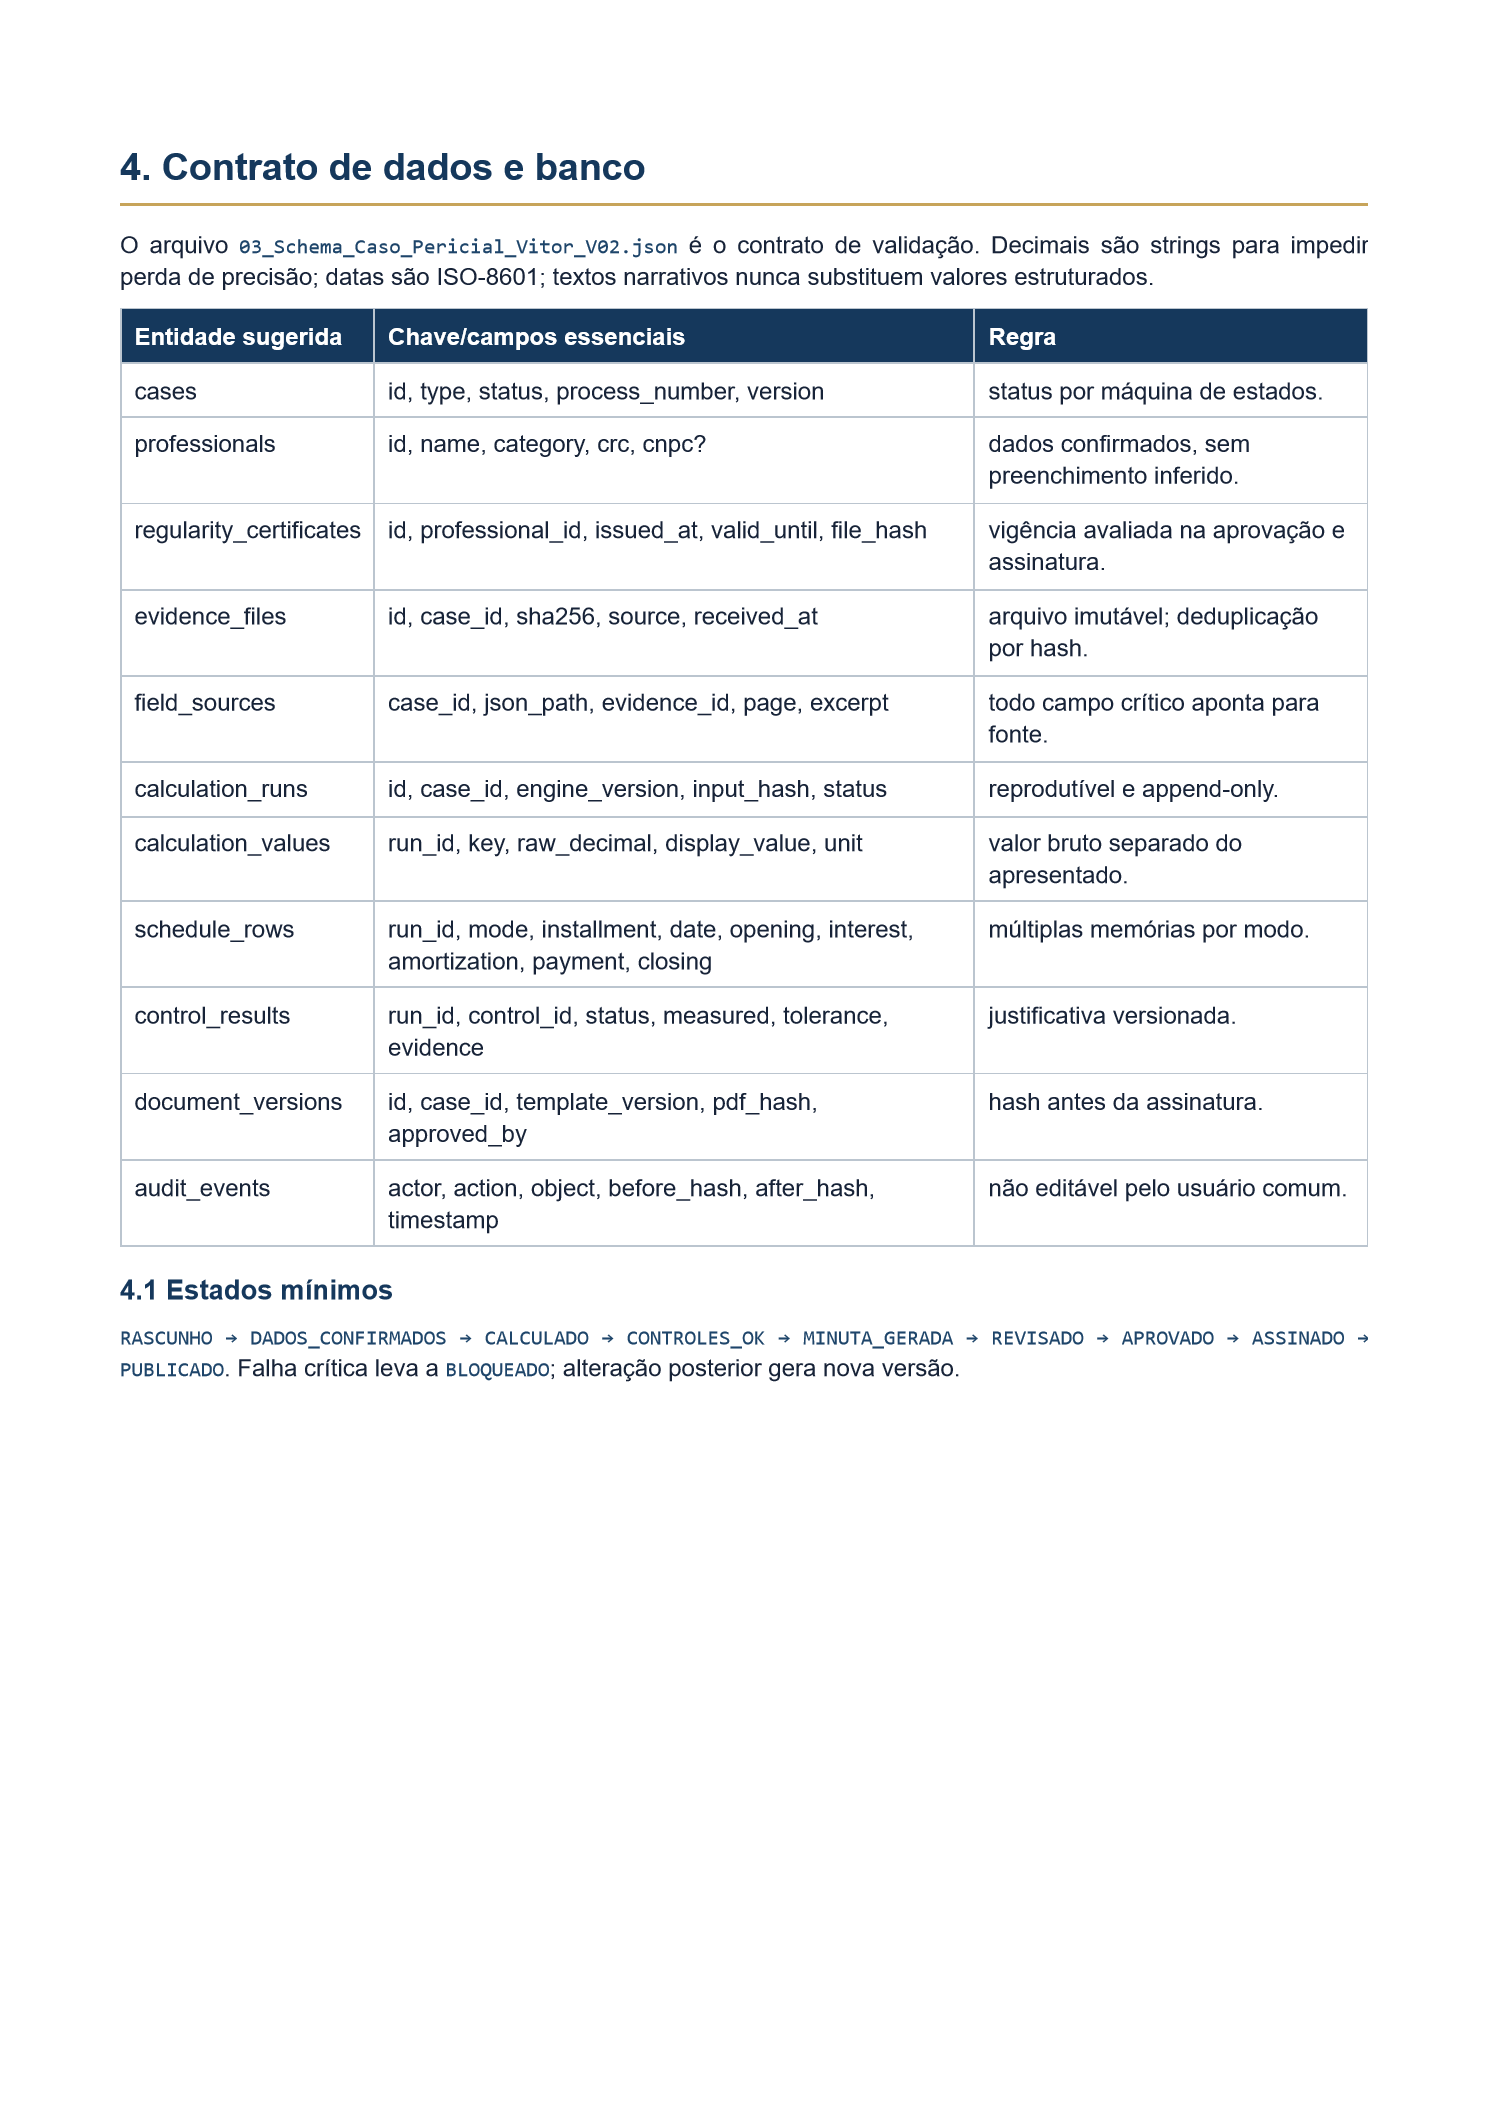 4. Contrato de dados e banco
O arquivo 03_Schema_Caso_Pericial_Vitor_V02.json é o contrato de validação. Decimais são strings para impedir
perda de precisão; datas são ISO-8601; textos narrativos nunca substituem valores estruturados.
Entidade sugerida Chave/campos essenciais Regra
cases id, type, status, process_number, version status por máquina de estados.
professionals id, name, category, crc, cnpc? dados confirmados, sem
preenchimento inferido.
regularity_certificates id, professional_id, issued_at, valid_until, file_hash vigência avaliada na aprovação e
assinatura.
evidence_files id, case_id, sha256, source, received_at arquivo imutável; deduplicação
por hash.
field_sources case_id, json_path, evidence_id, page, excerpt todo campo crítico aponta para
fonte.
calculation_runs id, case_id, engine_version, input_hash, status reprodutível e append-only.
calculation_values run_id, key, raw_decimal, display_value, unit valor bruto separado do
apresentado.
schedule_rows run_id, mode, installment, date, opening, interest, múltiplas memórias por modo.
amortization, payment, closing
control_results run_id, control_id, status, measured, tolerance, justificativa versionada.
evidence
document_versions id, case_id, template_version, pdf_hash, hash antes da assinatura.
approved_by
audit_events actor, action, object, before_hash, after_hash, não editável pelo usuário comum.
timestamp
4.1 Estados mínimos
RASCUNHO → DADOS_CONFIRMADOS → CALCULADO → CONTROLES_OK → MINUTA_GERADA → REVISADO → APROVADO → ASSINADO →
PUBLICADO. Falha crítica leva a BLOQUEADO; alteração posterior gera nova versão.